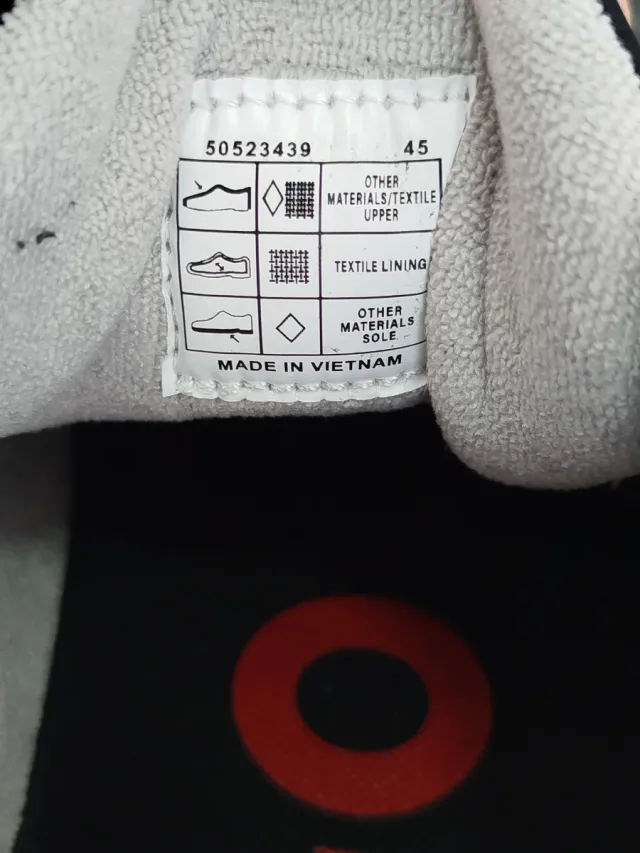 50523439 45
OTHER
MATERIALS/TEXTILE
UPPER
TEXTILE LINING
OTHER
MATERIALS
SOLE
MADE IN VIETNAM
O